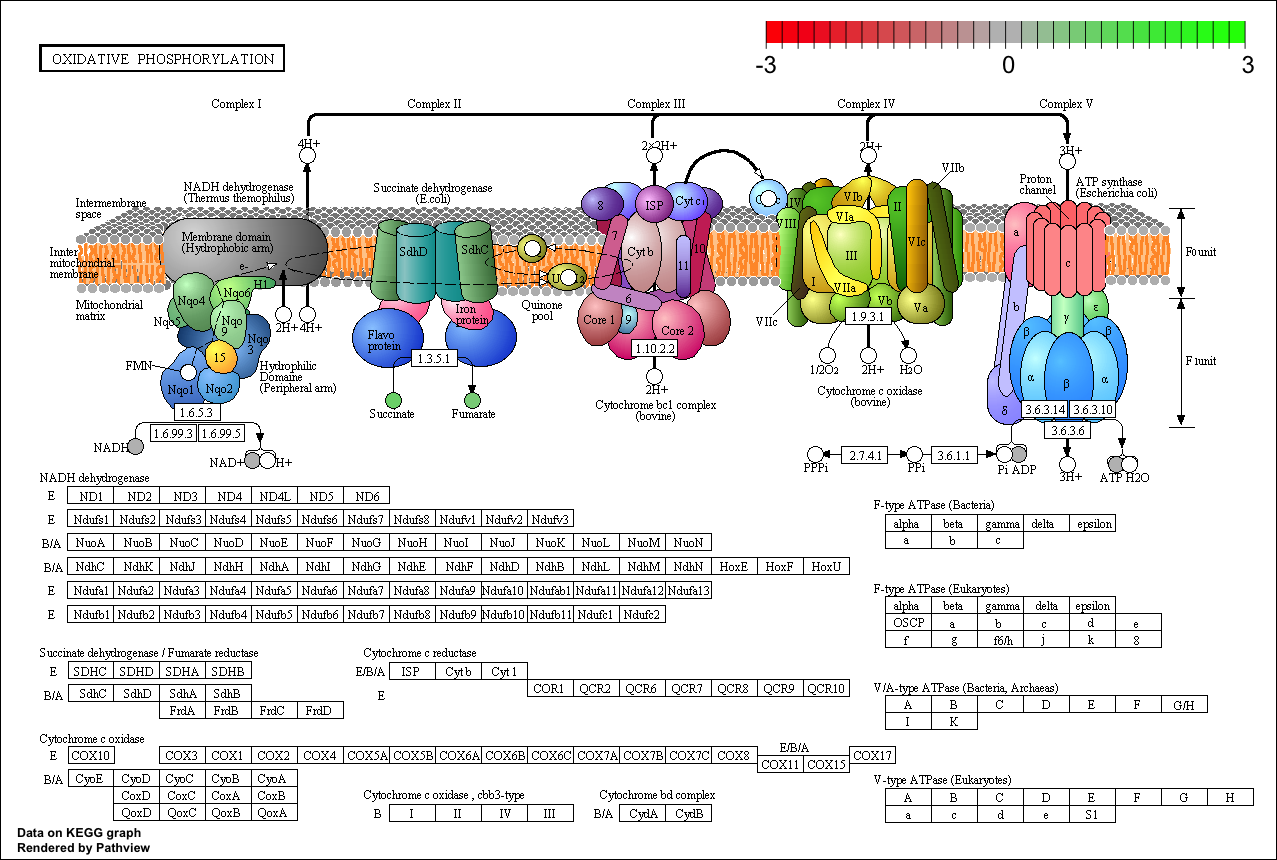 OXIDATIVE PHOSPHORYLATION
-3 0 3
Complex I Complex II Complex III Complex IV Complex V
4H+ 2×2H+ 2H+ 3H+
NADH dehydrogenase
(Thermus themophilus)
Succinate dehydrogenase
(E.coli)
Proton
channel
ATP synthase
(Escherichia coli)
Intermembrane
space
Innter
mitochondrial
membrane
Mitochondrial
matrix
Membrane domain
(Hydrophobic arm)
e-
H1
Nqo4
Nqo6
Nqo5
Nqo
9
Nqo
3
15
FMN
Nqo1
Nqo2
2H+ 4H+
Hydrophilic
Domaine
(Peripheral arm)
1.6.5.3
1.6.99.3 1.6.99.5
NADH
NAD+ H+
SdhD SdhC
Flavo
protein
Iron
protein
1.3.5.1
Succinate Fumarate
Quinone
pool
8 ISP Cyt c1
7 Cyt b 10
11
6
Core 1 9 Core 2
1.10.2.2
2H+
Cytochrome bc1 complex
(bovine)
VIIb
IV VIb II
VIII VIa VIc
III
I VIIa
Vb Va
VIIc
1.9.3.1
1/2O2 2H+ H2O
Cytochrome c oxidase
(bovine)
a c
b
γ ε
β β
α β α
δ
3.6.3.14 3.6.3.10
3.6.3.6
F0unit
F1unit
PPPi 2.7.4.1 PPi 3.6.1.1 Pi ADP 3H+ ATP H2O
NADH dehydrogenase
E ND1 ND2 ND3 ND4 ND4L ND5 ND6
E Ndufs1 Ndufs2 Ndufs3 Ndufs4 Ndufs5 Ndufs6 Ndufs7 Ndufs8 Ndufv1 Ndufv2 Ndufv3
B/A NuoA NuoB NuoC NuoD NuoE NuoF NuoG NuoH NuoI NuoJ NuoK NuoL NuoM NuoN
B/A NdhC NdhK NdhJ NdhH NdhA NdhI NdhG NdhE NdhF NdhD NdhB NdhL NdhM NdhN HoxE HoxF HoxU
E Ndufa1 Ndufa2 Ndufa3 Ndufa4 Ndufa5 Ndufa6 Ndufa7 Ndufa8 Ndufa9 Ndufa10 Ndufab1 Ndufa11 Ndufa12 Ndufa13
E Ndufb1 Ndufb2 Ndufb3 Ndufb4 Ndufb5 Ndufb6 Ndufb7 Ndufb8 Ndufb9 Ndufb10 Ndufb11 Ndufc1 Ndufc2
Succinate dehydrogenase / Fumarate reductase
E SDHC SDHD SDHA SDHB
B/A SdhC SdhD SdhA SdhB
FrdA FrdB FrdC FrdD
Cytochrome c reductase
E/B/A ISP Cyt b Cyt 1
E COR1 QCR2 QCR6 QCR7 QCR8 QCR9 QCR10
Cytochrome c oxidase
E COX10 COX3 COX1 COX2 COX4 COX5A COX5B COX6A COX6B COX6C COX7A COX7B COX7C COX8 E/B/A COX17
COX11 COX15
B/A CyoE CyoD CyoC CyoB CyoA
CoxD CoxC CoxA CoxB
QoxD QoxC QoxB QoxA
Cytochrome c oxidase , cbb3-type
B I II IV III
Cytochrome bd complex
B/A CydA CydB
F-type ATPase (Bacteria)
alpha beta gamma delta epsilon
a b c
F-type ATPase (Eukaryotes)
alpha beta gamma delta epsilon
OSCP a b c d e
f g f6/h j k 8
V/A-type ATPase (Bacteria, Archaeas)
A B C D E F G/H
I K
V-type ATPase (Eukaryotes)
A B C D E F G H
a c d e S1
Data on KEGG graph
Rendered by Pathview